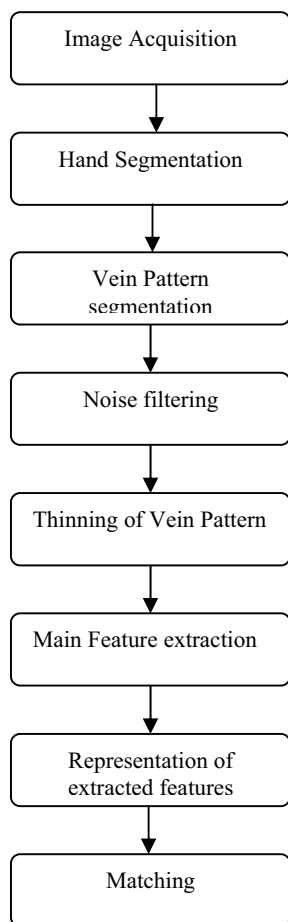 Image Acquisition
Hand Segmentation
Vein Pattern
segmentation
Noise filtering
Thinning of Vein Pattern
Main Feature extraction
Representation of
extracted features
Matching